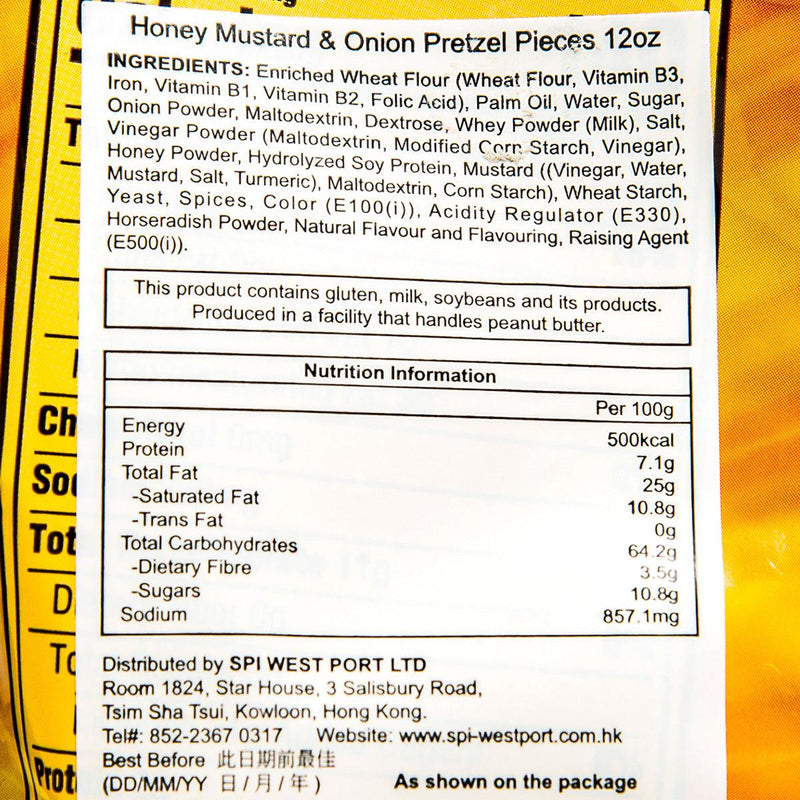 Honey Mustard & Onion Pretzel Pieces 12oz
INGREDIENTS: Enriched Wheat Flour (Wheat Flour, Vitamin B3,
Iron, Vitamin B1, Vitamin B2, Folic Acid), Palm Oil, Water, Sugar,
Onion Powder, Maltodextrin, Dextrose, Whey Powder (Milk), Salt,
Vinegar Powder (Maltodextrin, Modified Corn Starch, Vinegar),
Honey Powder, Hydrolyzed Soy Protein, Mustard ((Vinegar, Water,
Mustard, Salt, Turmeric), Maltodextrin, Corn Starch), Wheat Starch,
Yeast, Spices, Color (E100(i)), Acidity Regulator (E330),
Horseradish Powder, Natural Flavour and Flavouring, Raising Agent
(E500(i)).
This product contains gluten, milk, soybeans and its products.
Produced in a facility that handles peanut butter.
Nutrition Information
Per 100g
Energy 500kcal
Protein 7.1g
Total Fat 25g
-Saturated Fat 10.8g
-Trans Fat 0g
Total Carbohydrates 64.2g
-Dietary Fibre 3.5g
-Sugars 10.8g
Sodium 857.1mg
Distributed by SPI WEST PORT LTD
Room 1824, Star House, 3 Salisbury Road,
Tsim Sha Tsui, Kowloon, Hong Kong.
Tel#: 852-2367 0317 Website: www.spi-westport.com.hk
Best Before 此日期前最佳
(DD/MM/YY 日/月/年) As shown on the package